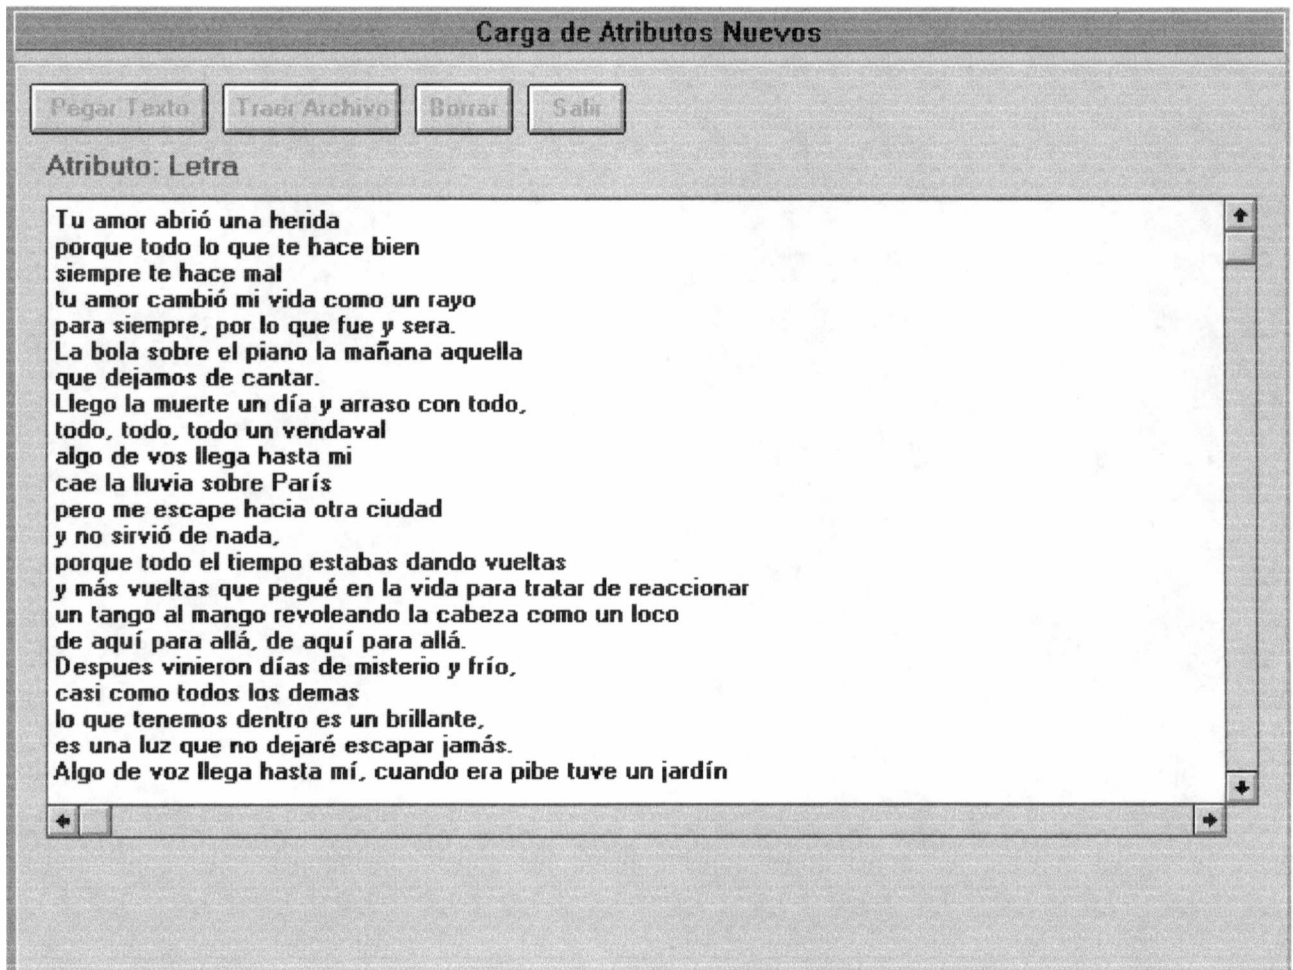 Carga de Atributos Nuevos
Pegar Texto Traer Archivo Borrar Salir
Atributo: Letra
Tu amor abrió una herida
porque todo lo que te hace bien
siempre te hace mal
tu amor cambió mi vida como un rayo
para siempre, por lo que fue y sera.
La bola sobre el piano la mañana aquella
que dejamos de cantar.
Llego la muerte un día y arraso con todo,
todo, todo, todo un vendaval
algo de vos llega hasta mi
cae la lluvia sobre París
pero me escape hacia otra ciudad
y no sirvió de nada,
porque todo el tiempo estabas dando vueltas
y más vueltas que pegué en la vida para tratar de reaccionar
un tango al mango revoleando la cabeza como un loco
de aquí para allá, de aquí para allá.
Despues vinieron días de misterio y frío,
casi como todos los demas
lo que tenemos dentro es un brillante,
es una luz que no dejaré escapar jamás.
Algo de voz llega hasta mí, cuando era pibe tuve un jardín